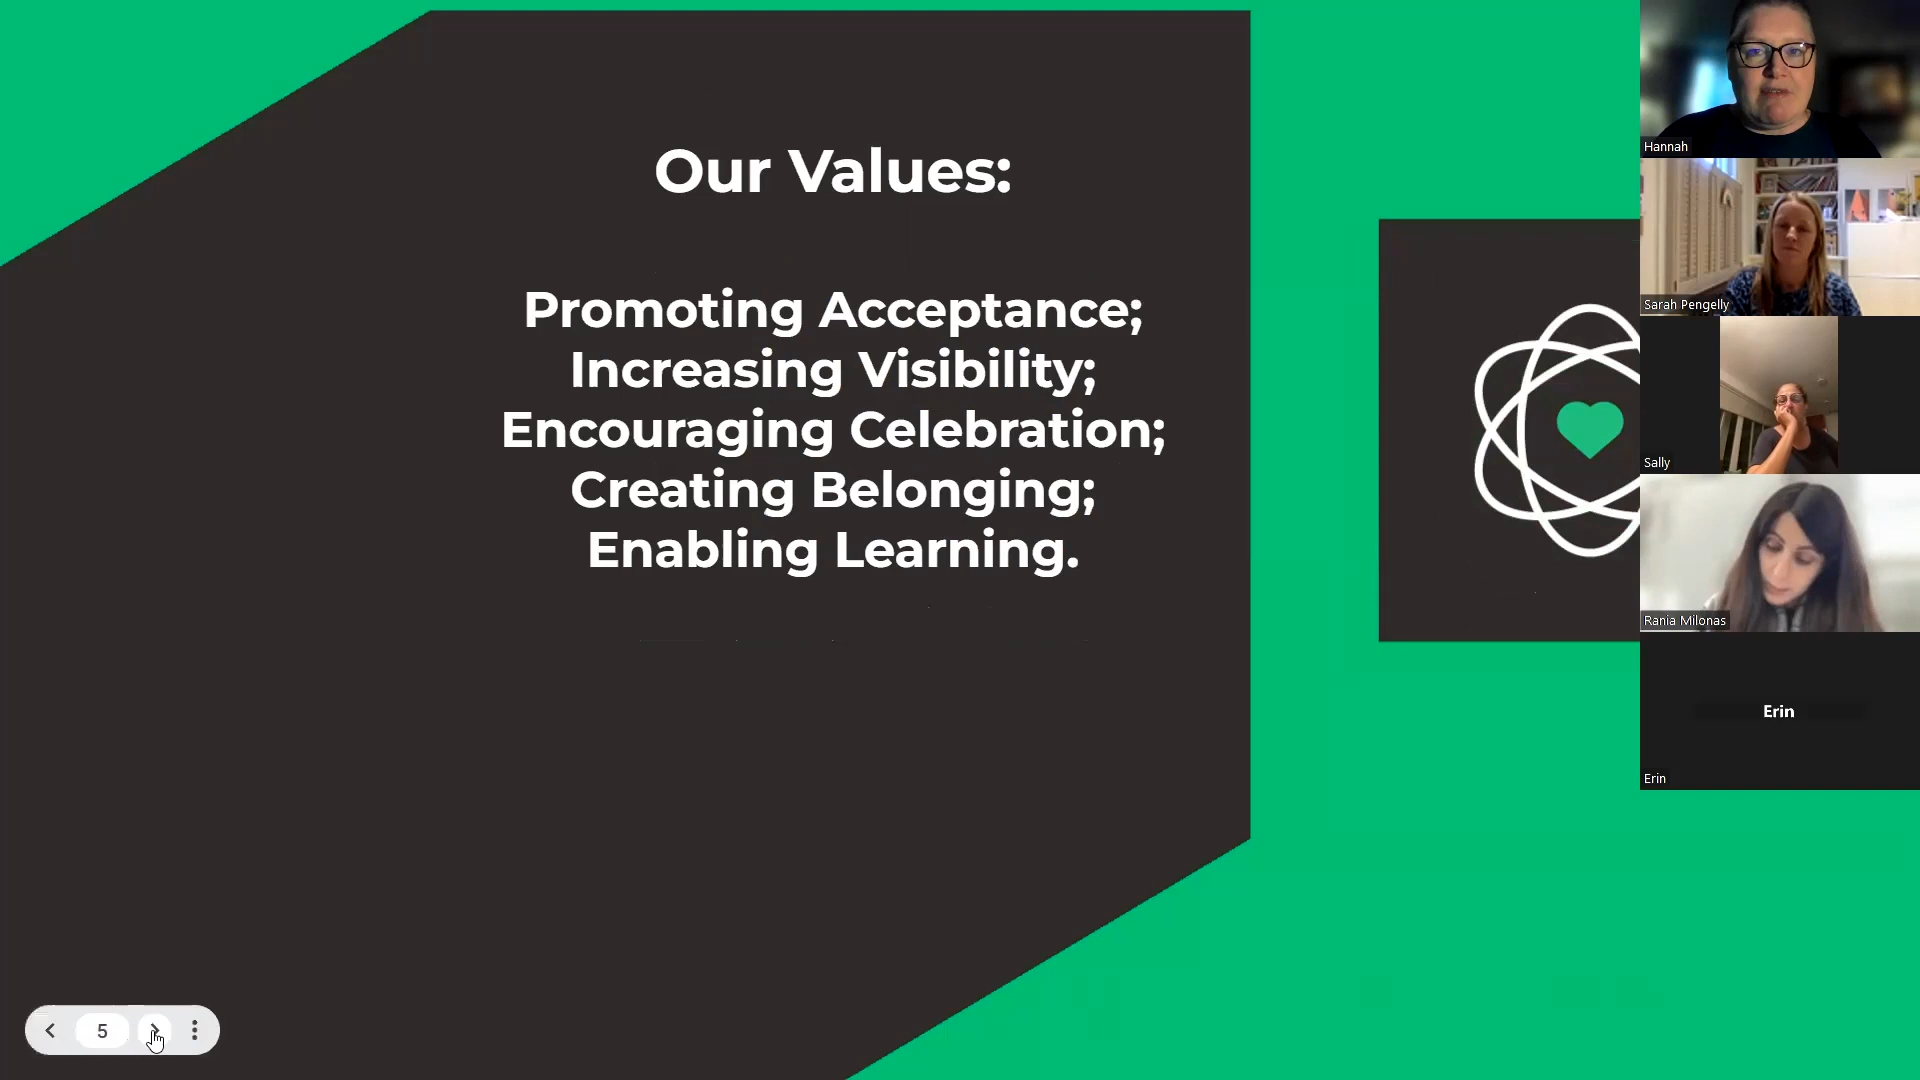 Our Values:
Promoting Acceptance;
Increasing Visibility;
Encouraging Celebration;
Creating Belonging;
Enabling Learning.
5
Hannah
Sarah Pengelly
Sally
Rania Milonas
Erin
Erin